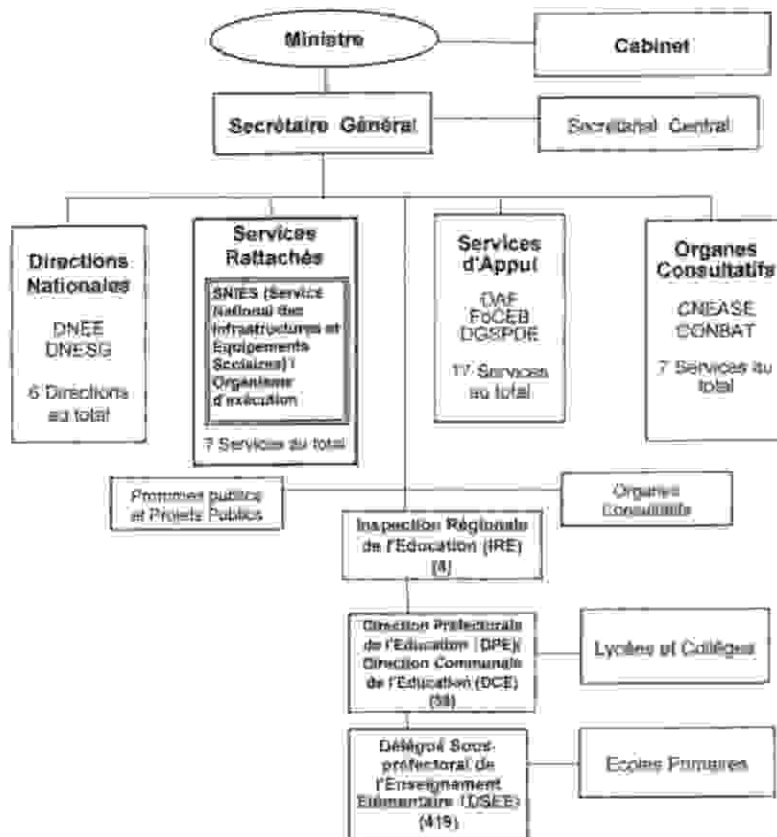 Ministre
Cabinet
Secrétaire Général
Secrétariat Central
Directions
Nationales
DNEE
DNESG
6 Directions
au total
Services
Rattachés
SNIES (Service
National des
Infrastructures et
Equipements
Scolaires) /
Organisme
d'exécution
7 Services au total
Services
d'Appui
DAF
FoCEB
DGSPDE
17 Services
au total
Organes
Consultatifs
CNEASE
CONBAT
7 Services au
total
publics
et Projets Publics
Organes
Consultatifs
Inspection Régionale
de l'Education (IRE)
Direction Préfectorale
de l'Education (DPE)/
Direction Communale
de l'Education (DCE)
Lycées et Collèges
Délégué Sous-
préfectoral de
l'Enseignement
Elémentaire (DSEE)
(419)
Ecoles Primaires